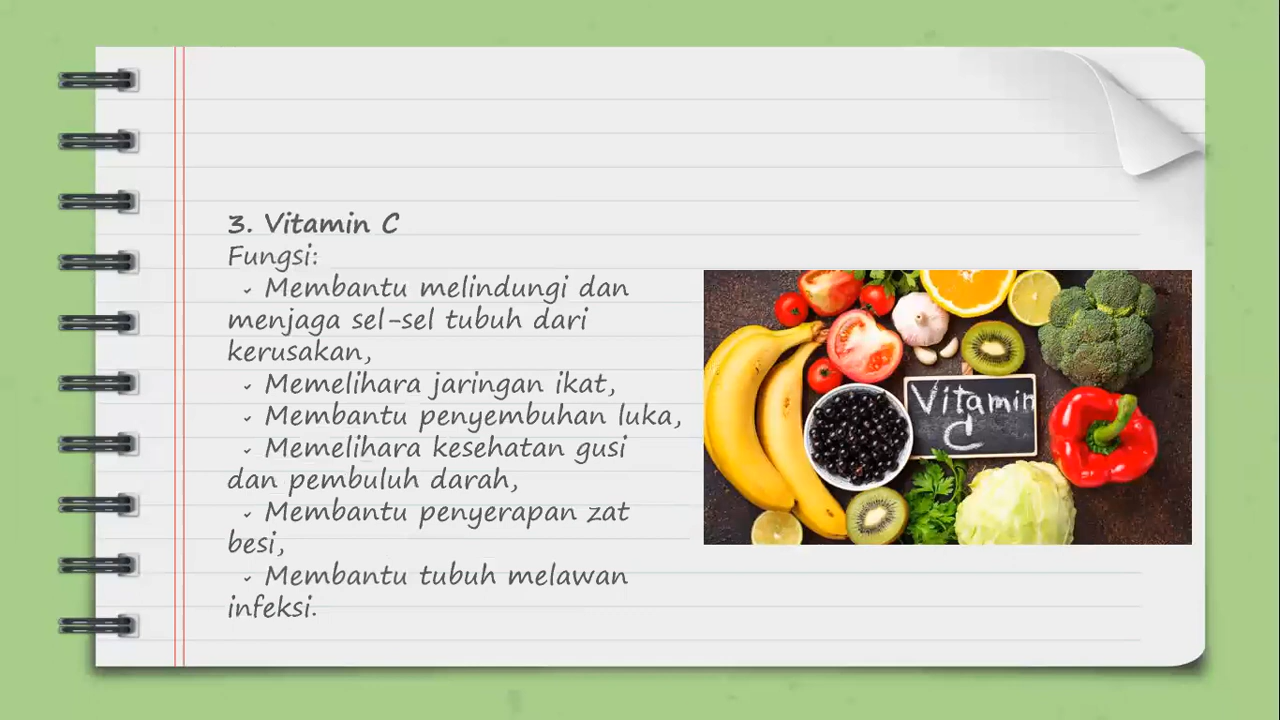 3. Vitamin C
Fungsi:
✓ Membantu melindungi dan
menjaga sel-sel tubuh dari
kerusakan,
✓ Memelihara jaringan ikat,
✓ Membantu penyembuhan luka,
✓ Memelihara kesehatan gusi
dan pembuluh darah,
✓ Membantu penyerapan zat
besi,
✓ Membantu tubuh melawan
infeksi.
Vitamin
C